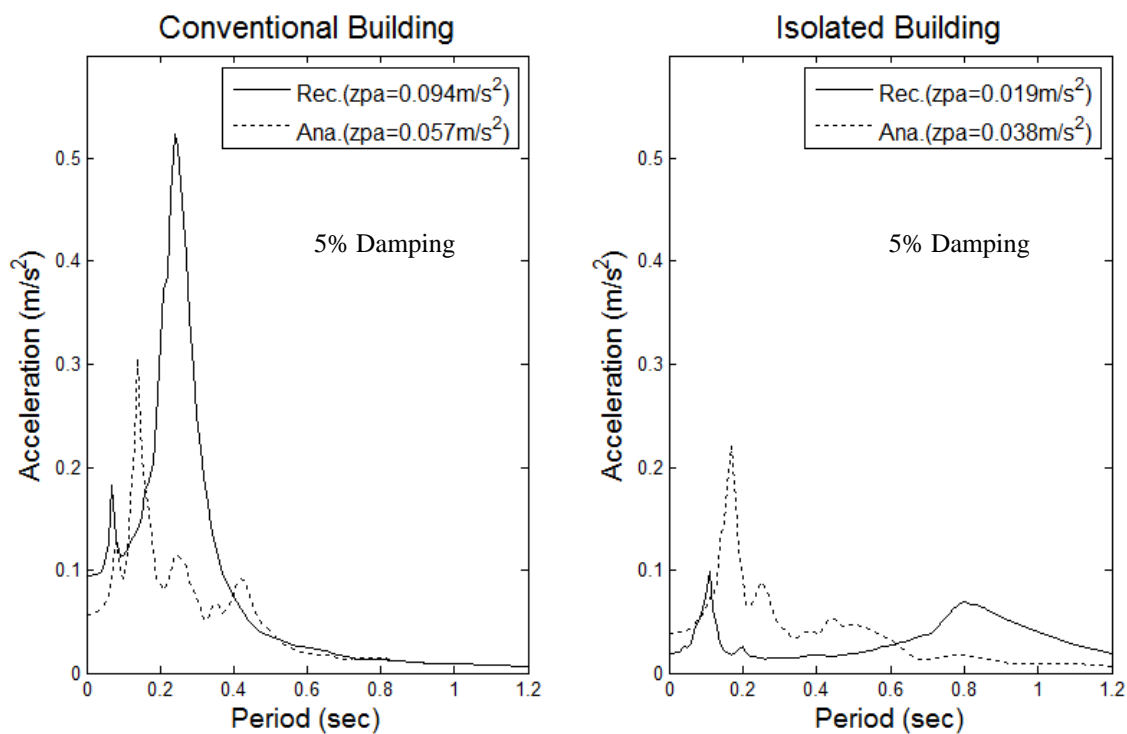 Conventional Building
Rec.(zpa=0.094m/s²)
Ana.(zpa=0.057m/s²)
5% Damping
Acceleration (m/s²)
0.5
0.4
0.3
0.2
0.1
0
0 0.2 0.4 0.6 0.8 1 1.2
Period (sec)
Isolated Building
Rec.(zpa=0.019m/s²)
Ana.(zpa=0.038m/s²)
5% Damping
Acceleration (m/s²)
0.5
0.4
0.3
0.2
0.1
0
0 0.2 0.4 0.6 0.8 1 1.2
Period (sec)